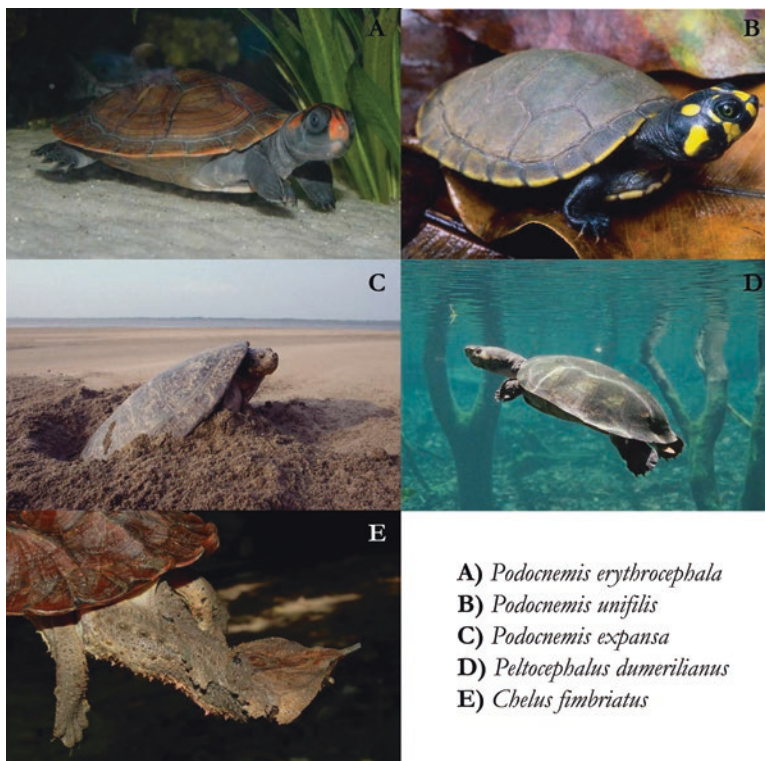 A
B
C
D
E
A) Podocnemis erythrocephala
B) Podocnemis unifilis
C) Podocnemis expansa
D) Peltocephalus dumerilianus
E) Chelus fimbriatus